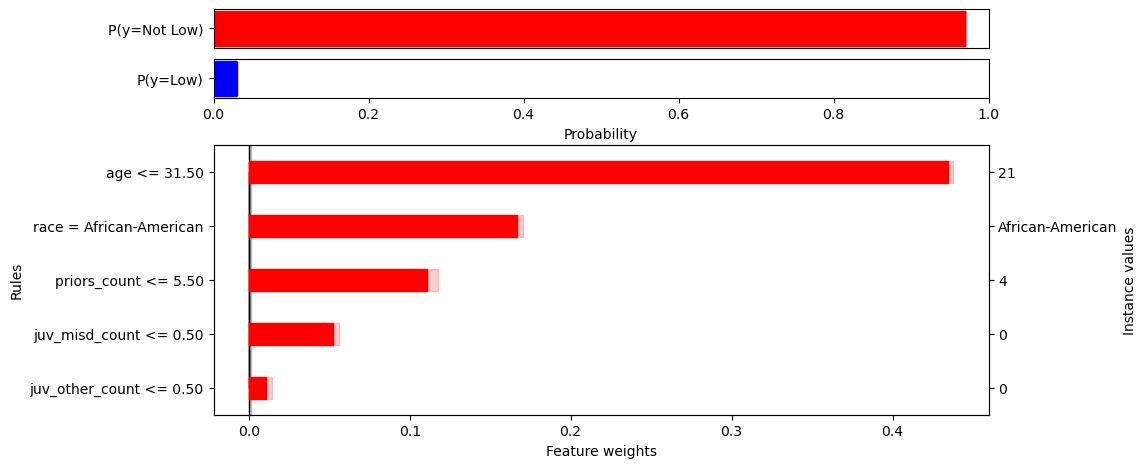 P(y=Not Low)
P(y=Low)
0.0 0.2 0.4 0.6 0.8 1.0
Probability
age <= 31.50 21
race = African-American African-American
priors_count <= 5.50 4
juv_misd_count <= 0.50 0
juv_other_count <= 0.50 0
Rules
Instance values
0.0 0.1 0.2 0.3 0.4
Feature weights